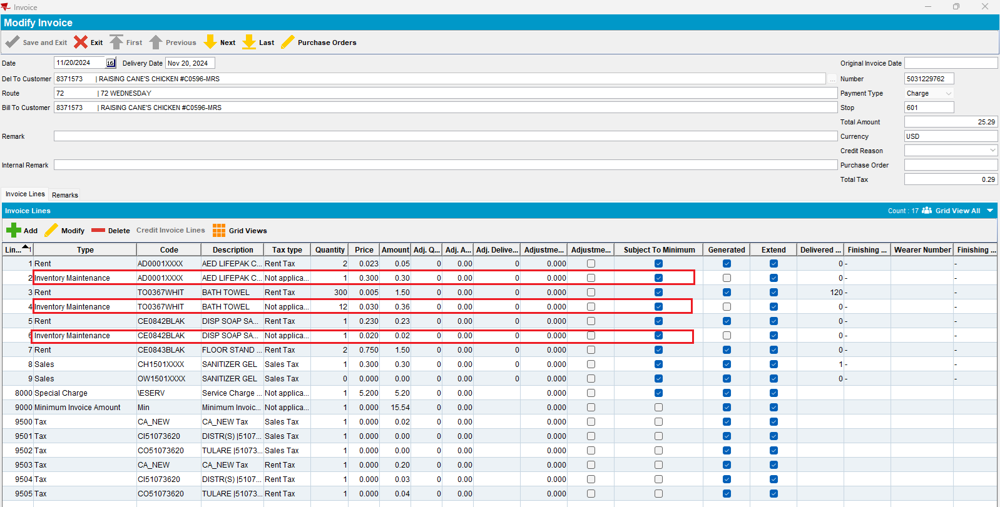 Invoice
Modify Invoice
Save and Exit Exit First Previous Next Last Purchase Orders
Date 11/20/2024 16 Delivery Date Nov 20, 2024 Original Invoice Date
Del To Customer 8371573 | RAISING CANE'S CHICKEN #C0596-MRS ... Number 5031229762
Route 72 | 72 WEDNESDAY Payment Type Charge
Bill To Customer 8371573 | RAISING CANE'S CHICKEN #C0596-MRS Stop 601
Total Amount 25.29
Remark Currency USD
Credit Reason
Internal Remark Purchase Order
Total Tax 0.29
Invoice Lines Remarks
Invoice Lines Count : 17 Grid View All
Add Modify Delete Credit Invoice Lines Grid Views
Lin... 1 Type Code Description Tax type Quantity Price Amount Adj. Q... Adj. A... Adj. Delive... Adjustme... Adjustme... Subject To Minimum Generated Extend Delivered ... Finishing ... Wearer Number Finishing ...
1 Rent AD0001XXXX AED LIFEPAK C... Rent Tax 2 0.023 0.05 0 0.00 0 0.000 0 - -
2 Inventory Maintenance AD0001XXXX AED LIFEPAK C... Not applica... 1 0.300 0.30 0 0.00 0 0.000 0 - -
3 Rent TO0367WHIT BATH TOWEL Rent Tax 300 0.005 1.50 0 0.00 0 0.000 120 - -
4 Inventory Maintenance TO0367WHIT BATH TOWEL Not applica... 12 0.030 0.36 0 0.00 0 0.000 0 - -
5 Rent CE0842BLAK DISP SOAP SA... Rent Tax 1 0.230 0.23 0 0.00 0 0.000 0 - -
6 Inventory Maintenance CE0842BLAK DISP SOAP SA... Not applica... 1 0.020 0.02 0 0.00 0 0.000 0 - -
7 Rent CE0843BLAK FLOOR STAND ... Rent Tax 2 0.750 1.50 0 0.00 0 0.000 0 - -
8 Sales CH1501XXXX SANITIZER GEL Sales Tax 1 0.300 0.30 0 0.00 0 0.000 1 - -
9 Sales OW1501XXXX SANITIZER GEL Sales Tax 0 0.000 0.00 0 0.00 0 0.000 0 - -
8000 Special Charge \ESERV Service Charge ... Not applica... 1 5.200 5.20 0 0.00 0.000
9000 Minimum Invoice Amount Min Minimum Invoic... Not applica... 1 0.000 15.54 0 0.00 0.000
9500 Tax CA_NEW CA_NEW Tax Sales Tax 1 0.000 0.02 0 0.00 0.000
9501 Tax CI51073620 DISTR(S) |5107... Sales Tax 1 0.000 0.00 0 0.00 0.000
9502 Tax CO51073620 TULARE |51073... Sales Tax 1 0.000 0.00 0 0.00 0.000
9503 Tax CA_NEW CA_NEW Tax Rent Tax 1 0.000 0.20 0 0.00 0.000
9504 Tax CI51073620 DISTR(S) |5107... Rent Tax 1 0.000 0.03 0 0.00 0.000
9505 Tax CO51073620 TULARE |51073... Rent Tax 1 0.000 0.04 0 0.00 0.000